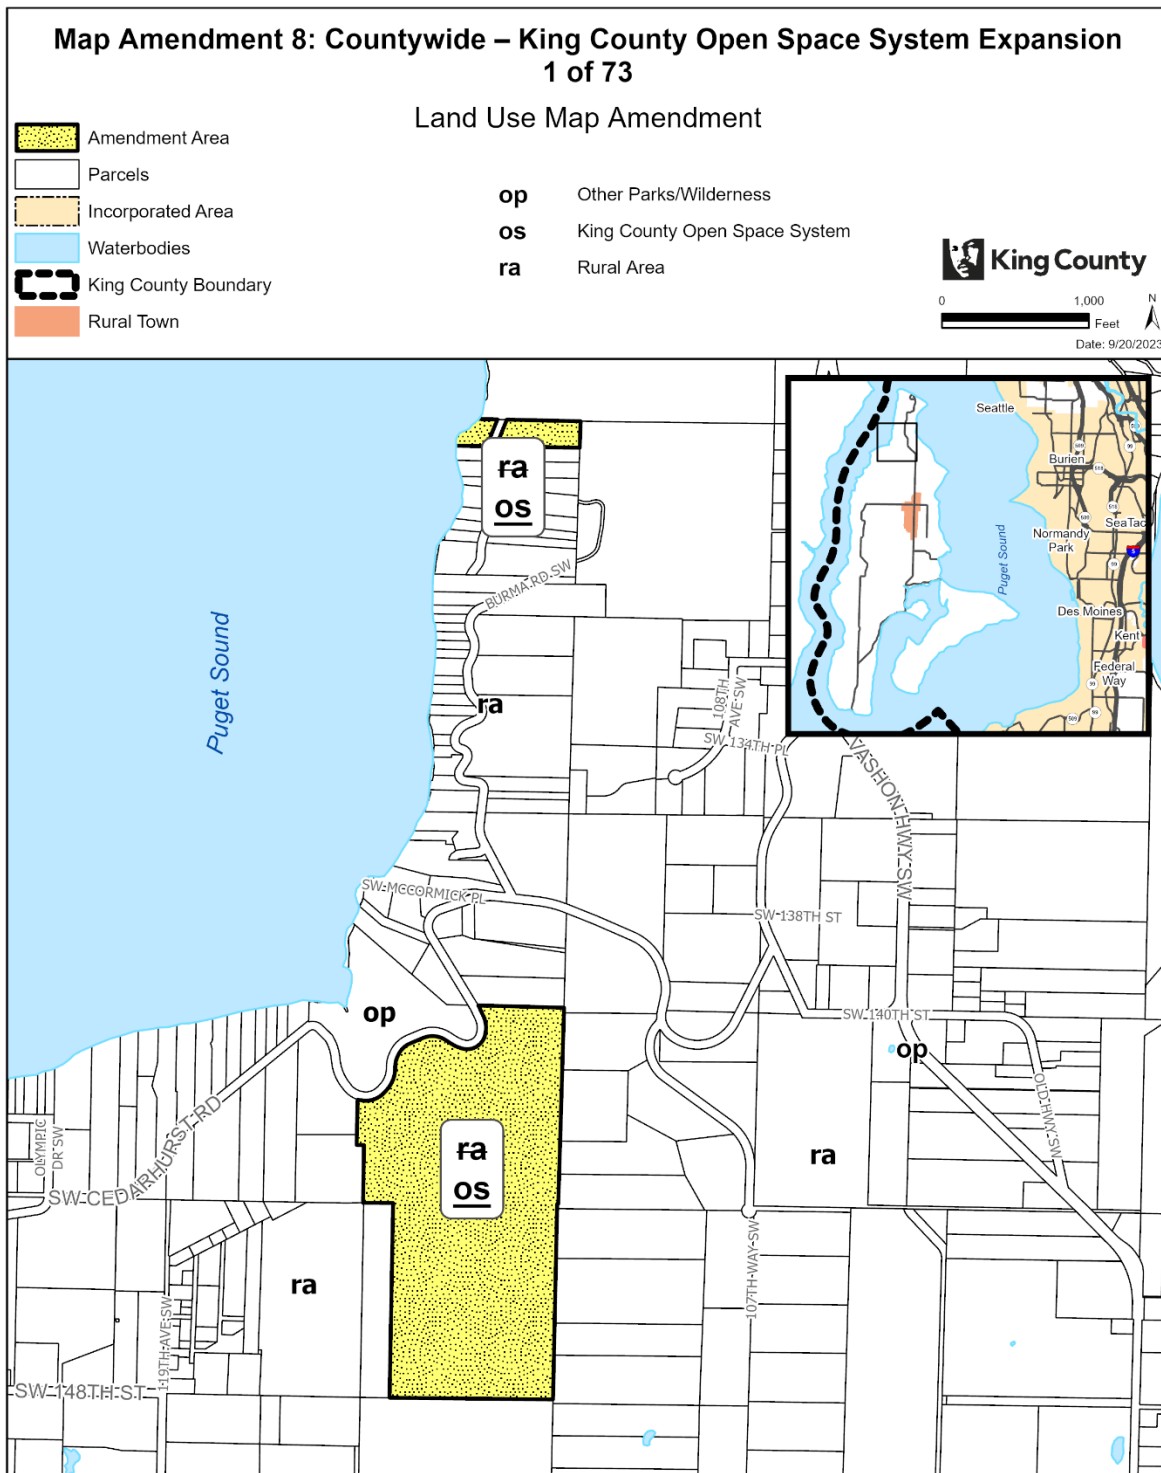 Map Amendment 8: Countywide – King County Open Space System Expansion
1 of 73
Land Use Map Amendment
Amendment Area
Parcels
Incorporated Area
Waterbodies
King County Boundary
Rural Town
op Other Parks/Wilderness
os King County Open Space System
ra Rural Area
King County
0 1,000
Feet
N
Date: 9/20/2023
Seattle
Burien
SeaTac
Normandy
Park
Puget Sound
Des Moines
Kent
Federal
Way
509
518
99
5
ra
os
BURMA RD SW
Puget Sound
ra
108TH
AVE SW
SW 134TH PL
VASHON HWY SW
SW MCCORMICK PL
SW 138TH ST
op
SW 140TH ST
op
OLD HWY SW
OLYMPIC
DR SW
SW CEDARHURST RD
ra
os
ra
ra
107TH WAY SW
119TH AVE SW
SW 148TH ST